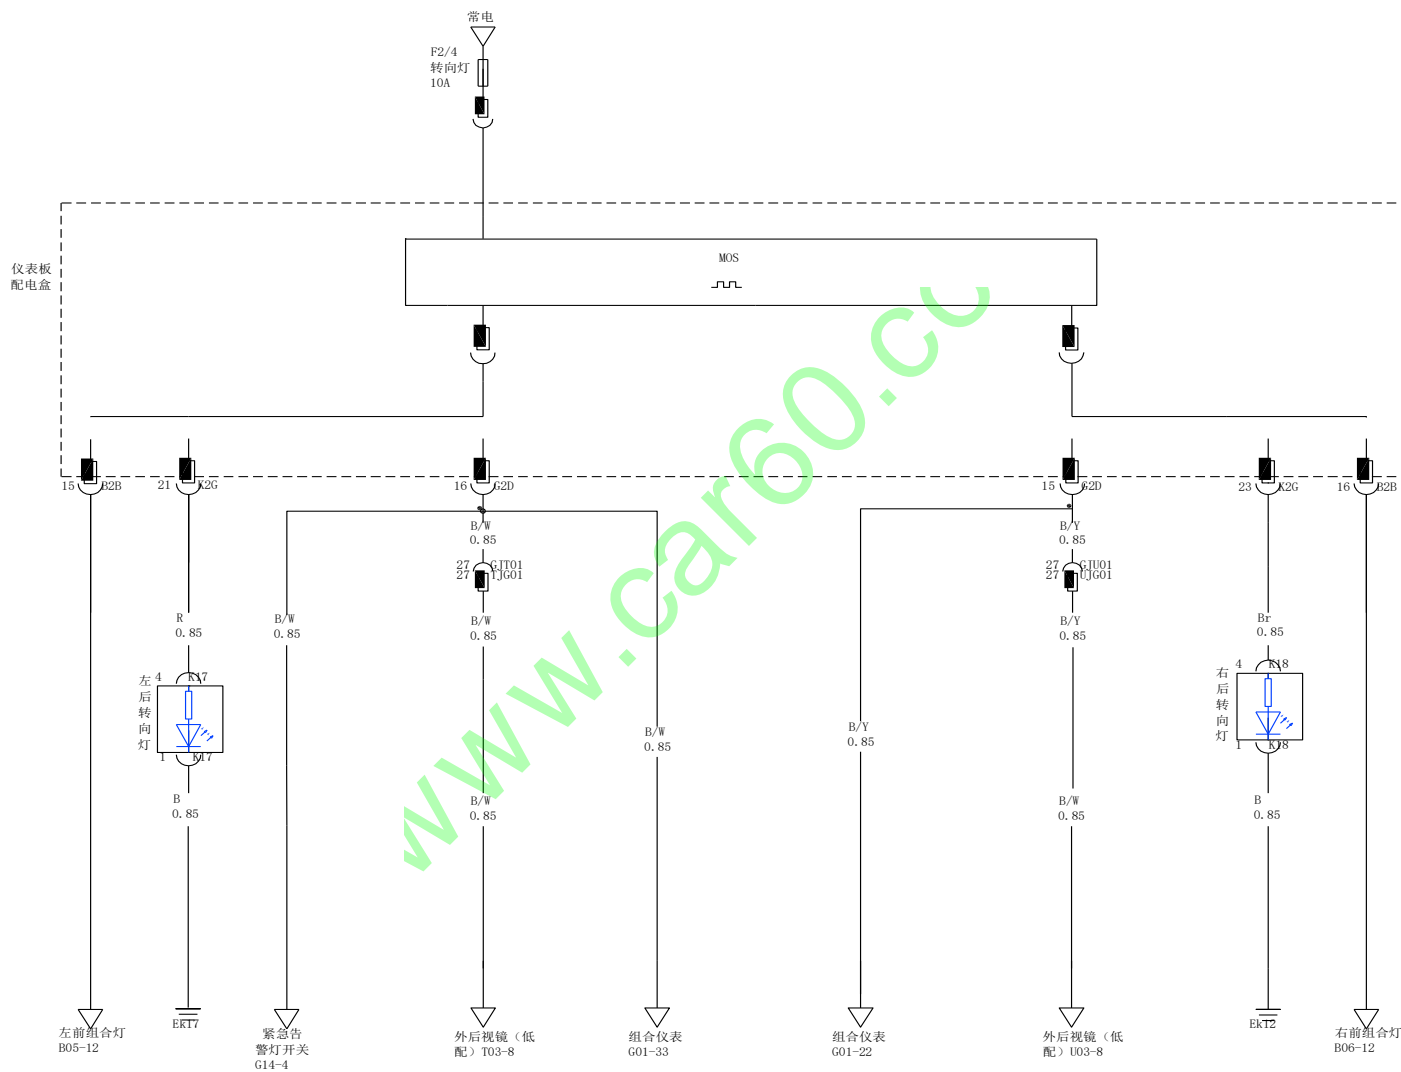 常电
F2/4
转向灯
10A
仪表板
配电盒
MOS
15 B2B
21 K2G
16 G2D
15 G2D
23 K2G
16 B2B
B/W
0.85
B/Y
0.85
27 GJT01
27 TJG01
27 GJU01
27 UJG01
R
0.85
B/W
0.85
B/W
0.85
B/Y
0.85
Br
0.85
4 K17
左后转向灯
1 K17
4 K18
右后转向灯
1 K18
B/W
0.85
B/Y
0.85
B
0.85
B/W
0.85
B/W
0.85
B
0.85
左前组合灯
B05-12
EK17
紧急告
警灯开关
G14-4
外后视镜（低
配）T03-8
组合仪表
G01-33
组合仪表
G01-22
外后视镜（低
配）U03-8
EK12
右前组合灯
B06-12
www.car60.co